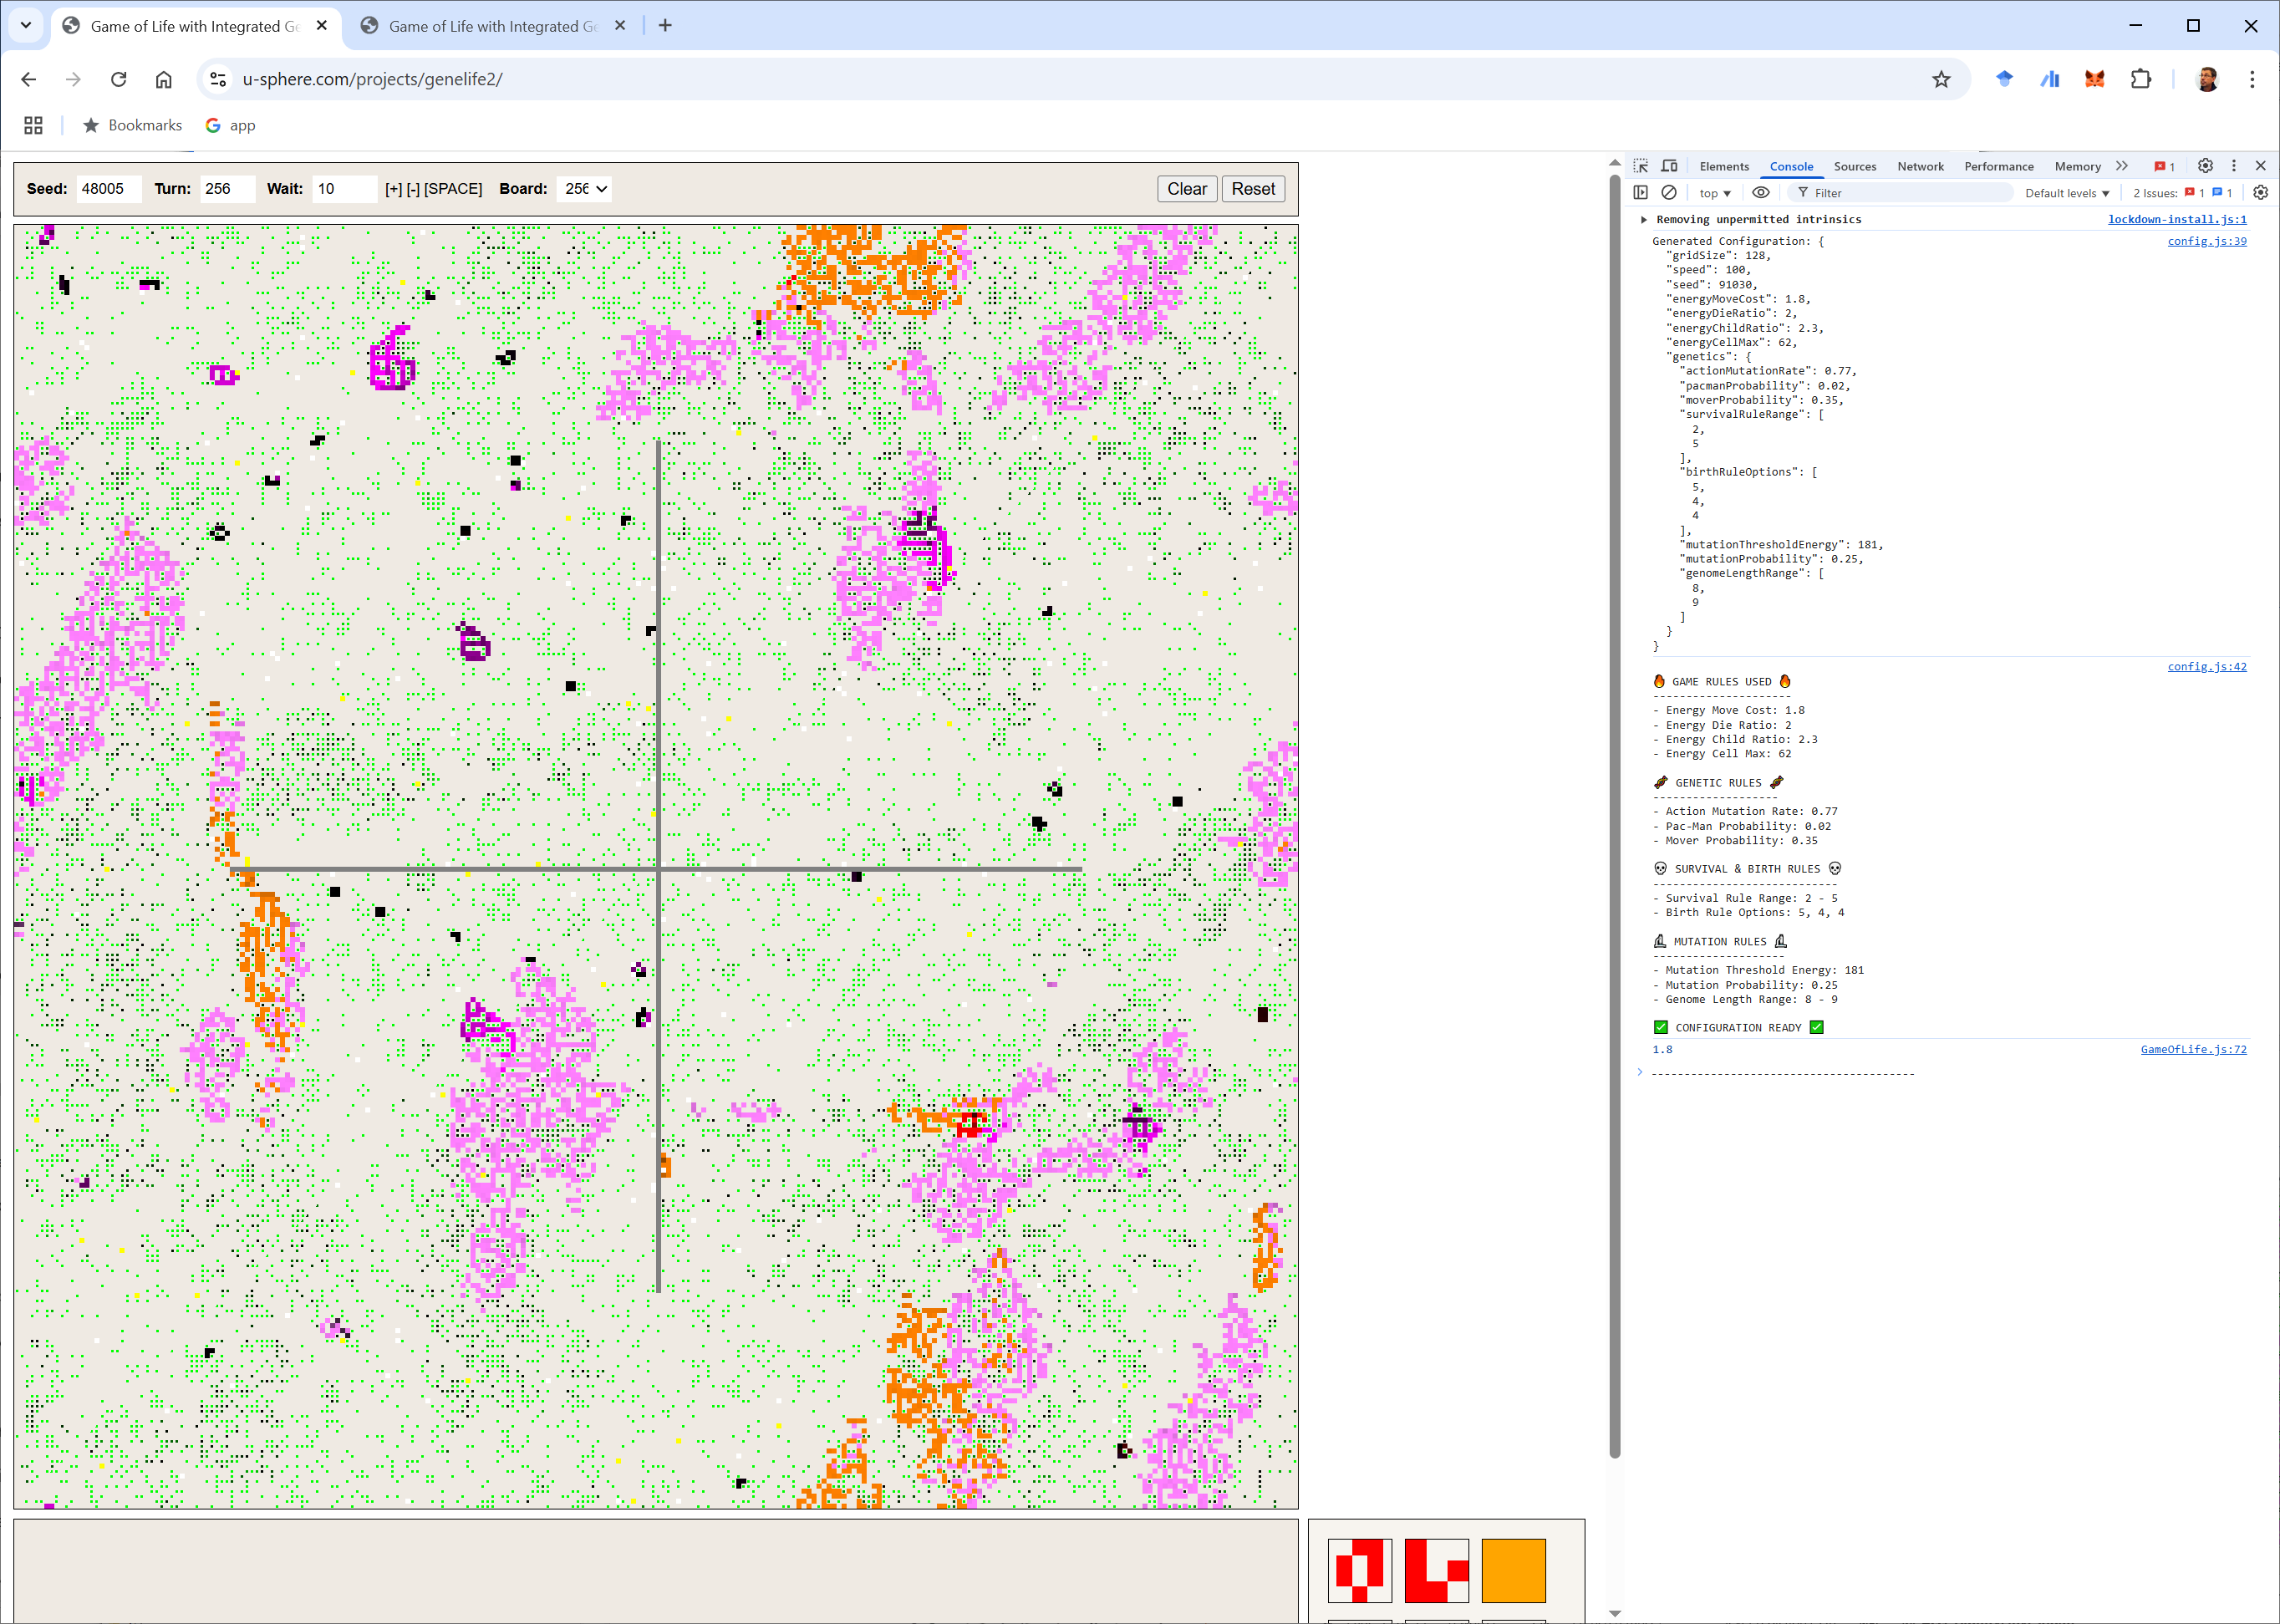 Game of Life with Integrated Ge
Game of Life with Integrated Ge
u-sphere.com/projects/genelife2/
Bookmarks
app
Seed: 48005 Turn: 256 Wait: 10 [+] [-] [SPACE] Board: 256 Clear Reset
Elements Console Sources Network Performance Memory 1
top Filter Default levels 2 Issues: 1 1
Removing unpermitted intrinsics lockdown-install.js:1
Generated Configuration: { config.js:39
"gridSize": 128,
"speed": 100,
"seed": 91030,
"energyMoveCost": 1.8,
"energyDieRatio": 2,
"energyChildRatio": 2.3,
"energyCellMax": 62,
"genetics": {
"actionMutationRate": 0.77,
"pacmanProbability": 0.02,
"moverProbability": 0.35,
"survivalRuleRange": [
2,
5
],
"birthRuleOptions": [
5,
4,
4
],
"mutationThresholdEnergy": 181,
"mutationProbability": 0.25,
"genomeLengthRange": [
8,
9
]
}
}
config.js:42
🔥 GAME RULES USED 🔥
---------------------
- Energy Move Cost: 1.8
- Energy Die Ratio: 2
- Energy Child Ratio: 2.3
- Energy Cell Max: 62
GENETIC RULES
-------------------
- Action Mutation Rate: 0.77
- Pac-Man Probability: 0.02
- Mover Probability: 0.35
💀 SURVIVAL & BIRTH RULES 💀
----------------------------
- Survival Rule Range: 2 - 5
- Birth Rule Options: 5, 4, 4
MUTATION RULES
--------------------
- Mutation Threshold Energy: 181
- Mutation Probability: 0.25
- Genome Length Range: 8 - 9
✅ CONFIGURATION READY ✅
1.8 GameOfLife.js:72
----------------------------------------